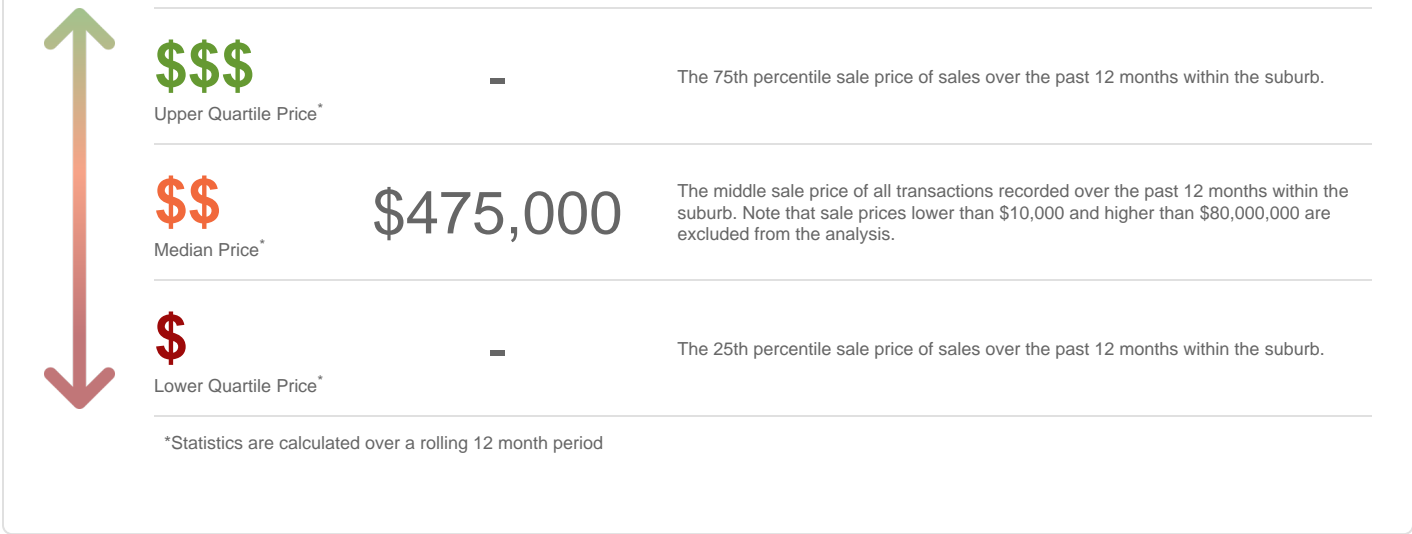 $$$
Upper Quartile Price*
-
The 75th percentile sale price of sales over the past 12 months within the suburb.
$$
Median Price*
$475,000
The middle sale price of all transactions recorded over the past 12 months within the
suburb. Note that sale prices lower than $10,000 and higher than $80,000,000 are
excluded from the analysis.
$
Lower Quartile Price*
-
The 25th percentile sale price of sales over the past 12 months within the suburb.
*Statistics are calculated over a rolling 12 month period